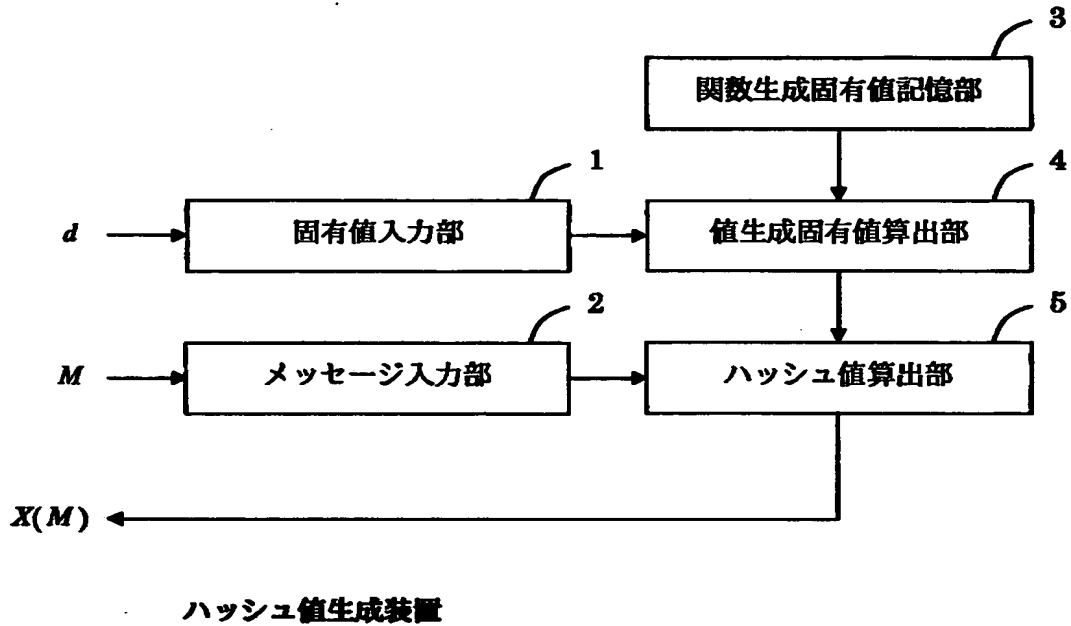 3
関数生成固有値記憶部
1
4
d
固有値入力部
値生成固有値算出部
2
5
M
メッセージ入力部
ハッシュ値算出部
X(M)
ハッシュ値生成装置